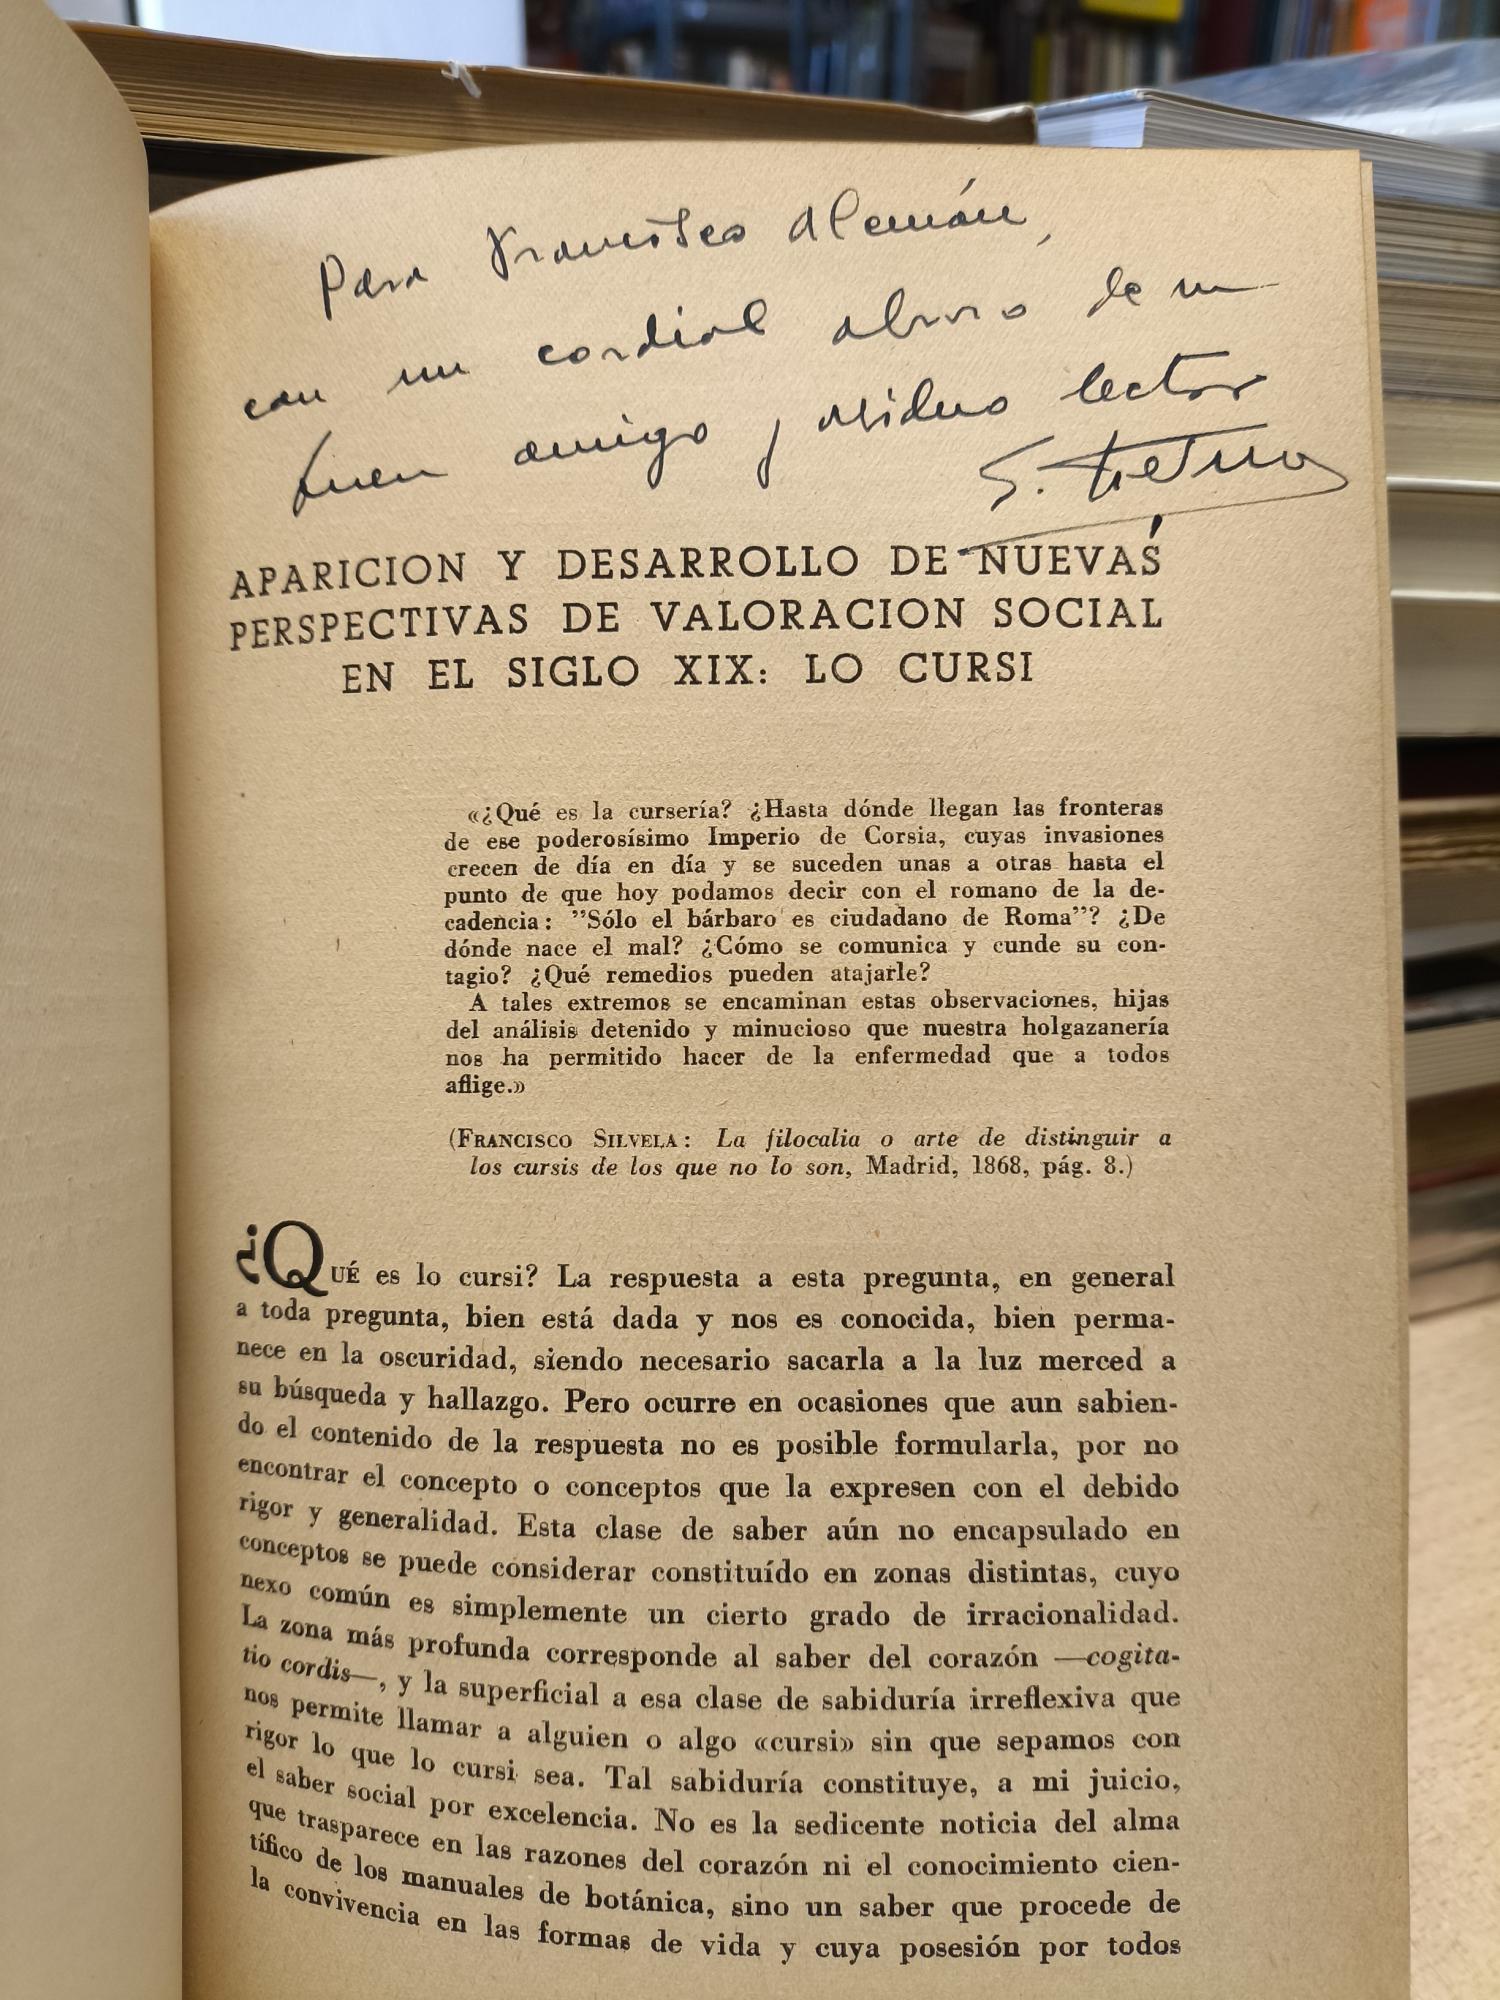 Para Francisco Alemán,
con un cordial abrazo de un
buen amigo y asiduo lector
APARICION Y DESARROLLO DE NUEVAS
PERSPECTIVAS DE VALORACION SOCIAL
EN EL SIGLO XIX: LO CURSI
«¿Qué es la cursería? ¿Hasta dónde llegan las fronteras
de ese poderosísimo Imperio de Corsia, cuyas invasiones
crecen de día en día y se suceden unas a otras hasta el
punto de que hoy podamos decir con el romano de la de-
cadencia: ”Sólo el bárbaro es ciudadano de Roma”? ¿De
dónde nace el mal? ¿Cómo se comunica y cunde su con-
tagio? ¿Qué remedios pueden atajarle?
A tales extremos se encaminan estas observaciones, hijas
del análisis detenido y minucioso que nuestra holgazanería
nos ha permitido hacer de la enfermedad que a todos
aflige.»
(FRANCISCO SILVELA: La filocalia o arte de distinguir a
los cursis de los que no lo son, Madrid, 1868, pág. 8.)
¿QUÉ es lo cursi? La respuesta a esta pregunta, en general
a toda pregunta, bien está dada y nos es conocida, bien perma-
nece en la oscuridad, siendo necesario sacarla a la luz merced a
su búsqueda y hallazgo. Pero ocurre en ocasiones que aun sabien-
do el contenido de la respuesta no es posible formularla, por no
encontrar el concepto o conceptos que la expresen con el debido
rigor y generalidad. Esta clase de saber aún no encapsulado en
conceptos se puede considerar constituído en zonas distintas, cuyo
nexo común es simplemente un cierto grado de irracionalidad.
La zona más profunda corresponde al saber del corazón —cogita-
tio cordis—, y la superficial a esa clase de sabiduría irreflexiva que
nos permite llamar a alguien o algo «cursi» sin que sepamos con
rigor lo que lo cursi sea. Tal sabiduría constituye, a mi juicio,
el saber social por excelencia. No es la sedicente noticia del alma
que trasparece en las razones del corazón ni el conocimiento cien-
tífico de los manuales de botánica, sino un saber que procede de
la convivencia en las formas de vida y cuya posesión por todos